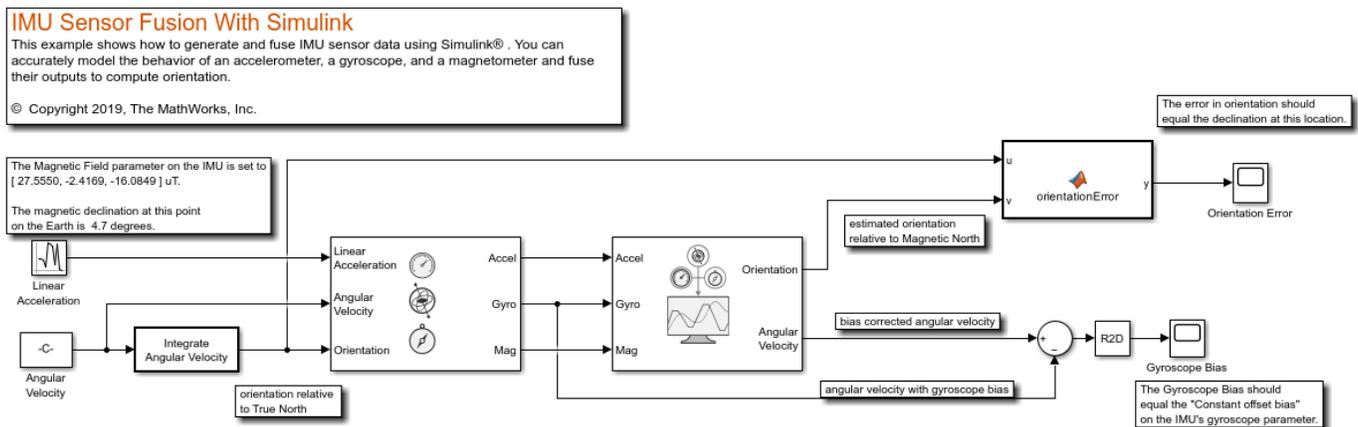 IMU Sensor Fusion With Simulink
This example shows how to generate and fuse IMU sensor data using Simulink® . You can
accurately model the behavior of an accelerometer, a gyroscope, and a magnetometer and fuse
their outputs to compute orientation.
© Copyright 2019, The MathWorks, Inc.
The error in orientation should
equal the declination at this location.
The Magnetic Field parameter on the IMU is set to
[ 27.5550, -2.4169, -16.0849 ] uT.
The magnetic declination at this point
on the Earth is 4.7 degrees.
u
v
orientationError
y
Orientation Error
estimated orientation
relative to Magnetic North
Linear
Acceleration
Linear
Acceleration
Angular
Velocity
Orientation
Accel
Gyro
Mag
Accel
Gyro
Mag
Orientation
Angular
Velocity
-C-
Angular
Velocity
Integrate
Angular Velocity
orientation relative
to True North
bias corrected angular velocity
angular velocity with gyroscope bias
+
−
R2D
Gyroscope Bias
The Gyroscope Bias should
equal the "Constant offset bias"
on the IMU's gyroscope parameter.